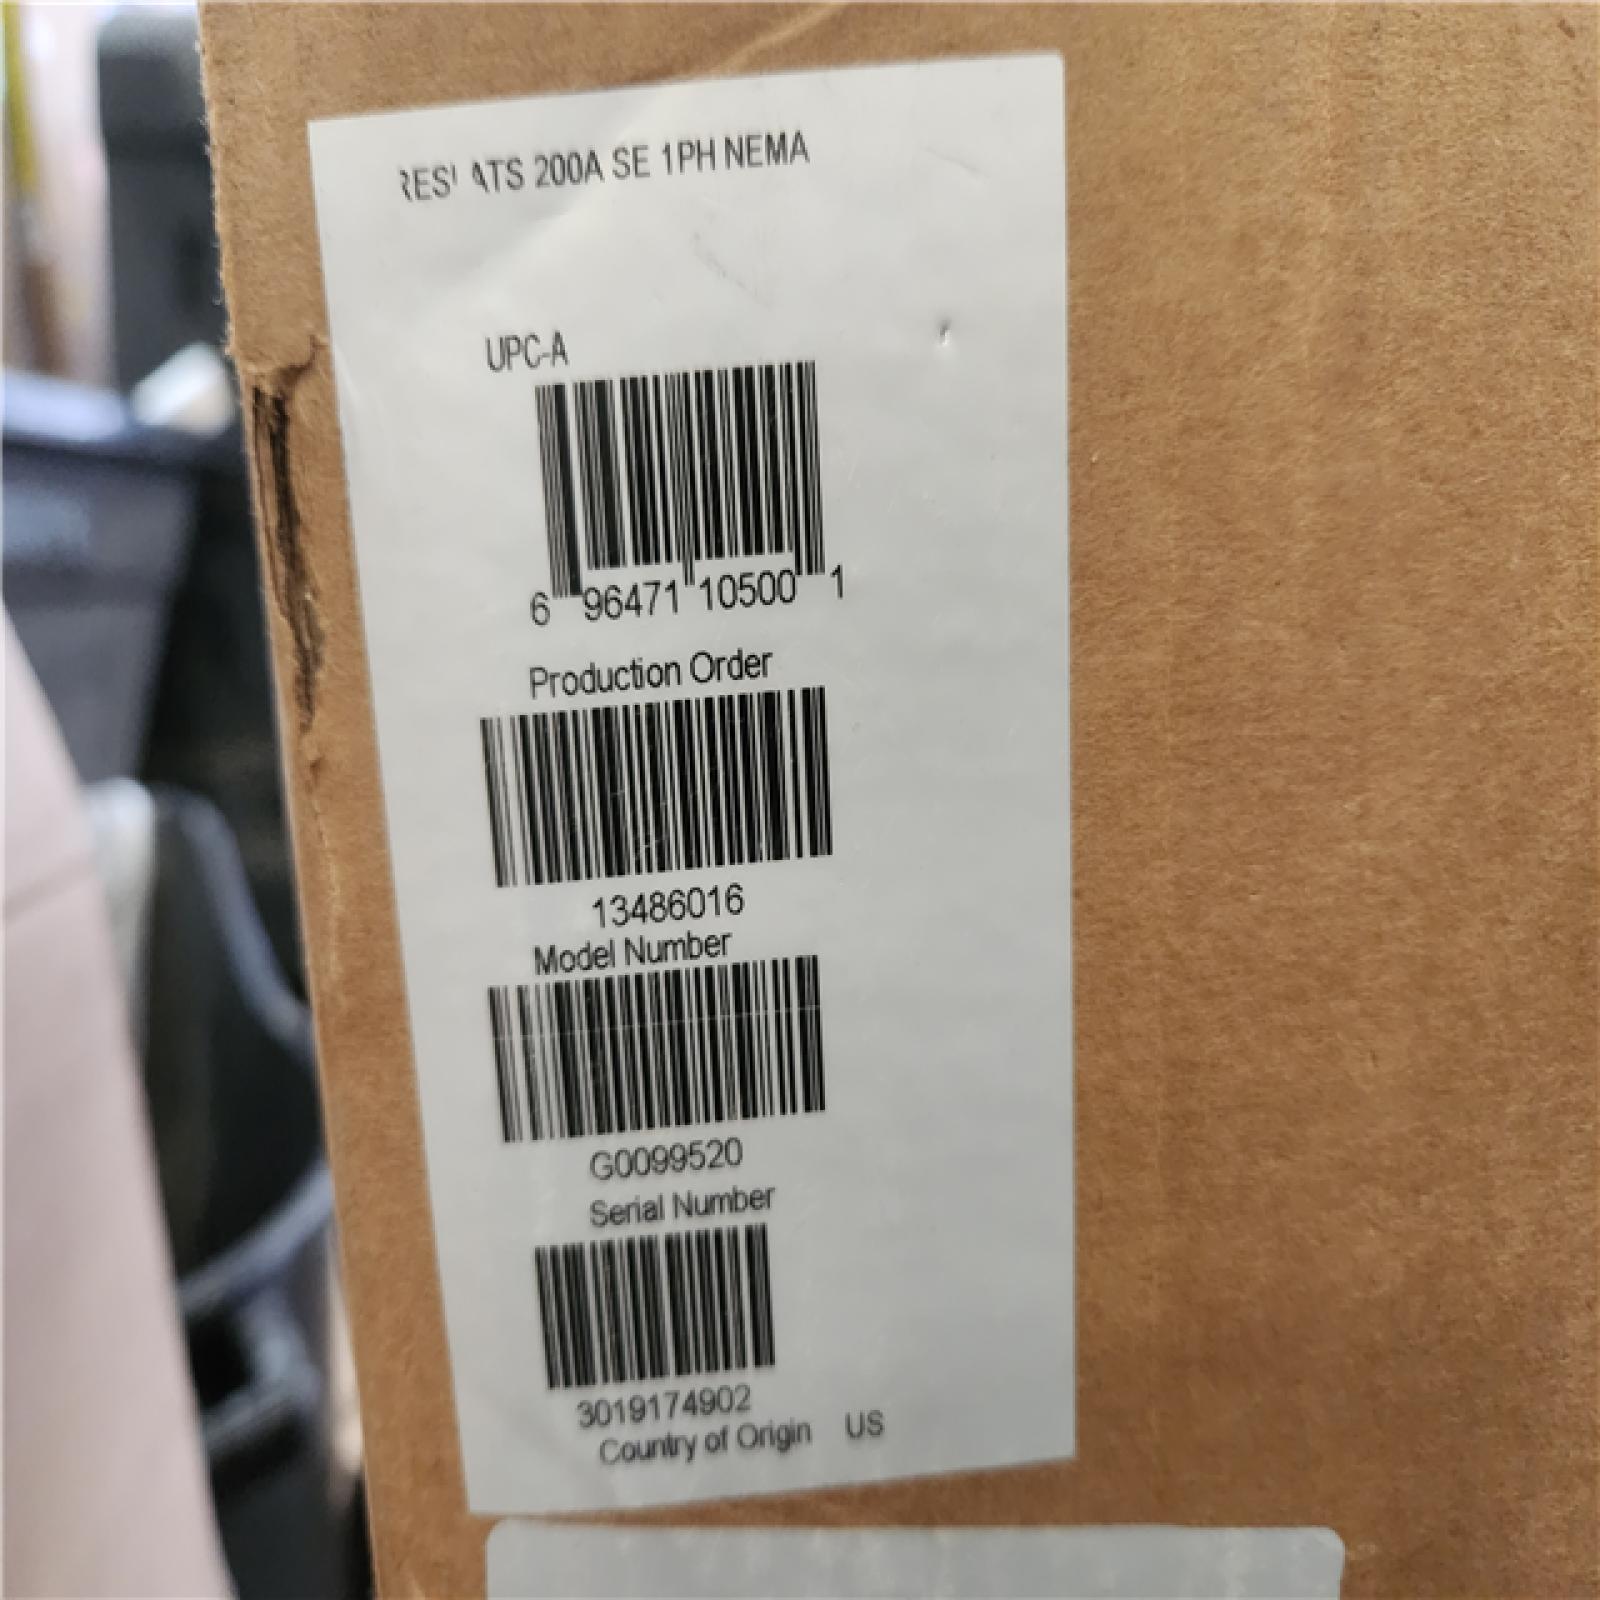 ATS 200A SE 1PH NEMA
UPC-A
6 96471 10500 1
Production Order
13486016
Model Number
G0099520
Serial Number
3019174902
Country of Origin US